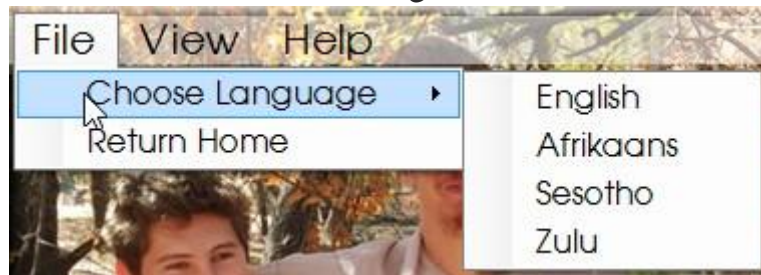 File View Help
Choose Language
Return Home
English
Afrikaans
Sesotho
Zulu